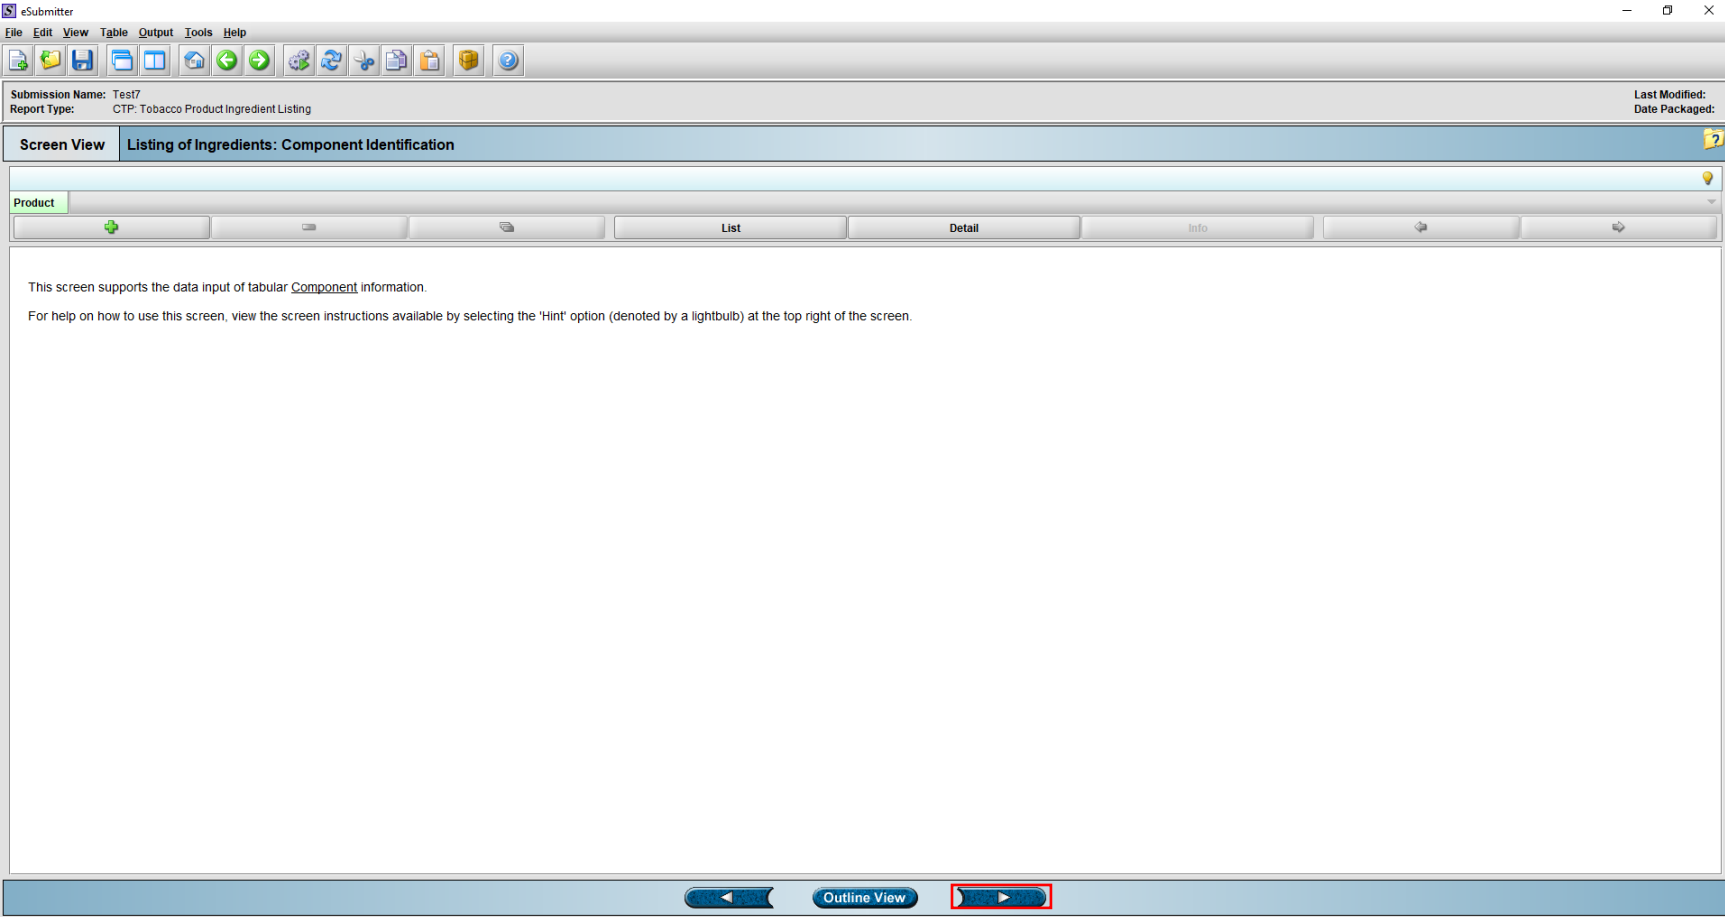 S eSubmitter
File Edit View Table Output Tools Help
Submission Name: Test7
Last Modified:
Report Type: CTP: Tobacco Product Ingredient Listing
Date Packaged:
Screen View
Listing of Ingredients: Component Identification
Product
List
Detail
Info
This screen supports the data input of tabular Component information.
For help on how to use this screen, view the screen instructions available by selecting the 'Hint' option (denoted by a lightbulb) at the top right of the screen.
Outline View